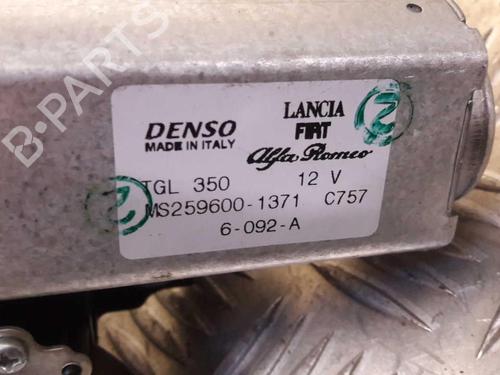 B-PARTS
DENSO
MADE IN ITALY
LANCIA
FIAT
Alfa Romeo
TGL 350 12 V
MS259600-1371 C757
6-092-A